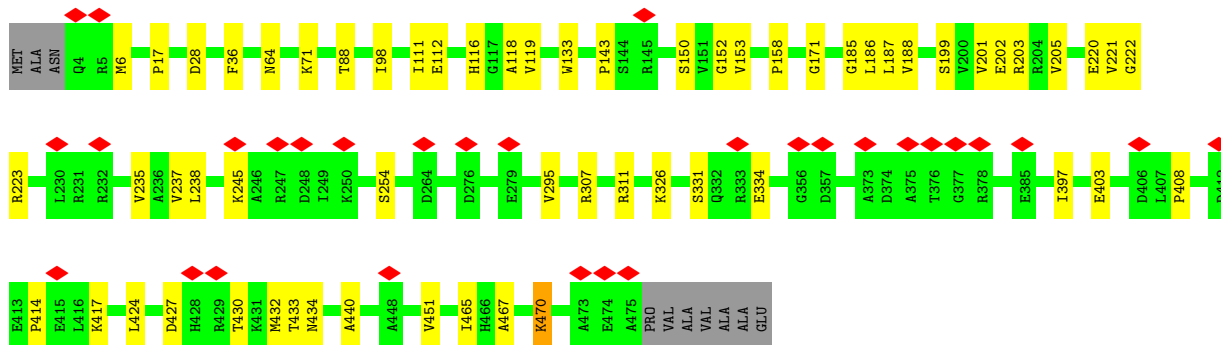 MET ALA ASN Q4 R5 M6 P17 D28 F36 N64 K71 T88 I98 I111 E112 H116 G117 A118 V119 W133 P143 S144 R145 S150 V151 G152 V153 P158 G171 G185 L186 L187 V188 S199 V200 V201 E202 R203 R204 V205 E220 V221 G222
R223 L230 R231 R232 V235 A236 V237 L238 K245 A246 R247 D248 I249 K250 S254 D264 D276 E279 V295 R307 R311 K326 S331 Q332 R333 E334 G356 D357 A373 D374 A375 T376 G377 R378 E385 I397 E403 D406 L407 P408
E413 P414 E415 L416 K417 L424 D427 H428 R429 T430 K431 M432 T433 N434 A440 A448 V451 I465 H466 A467 K470 A473 E474 A475 PRO VAL ALA VAL ALA ALA GLU